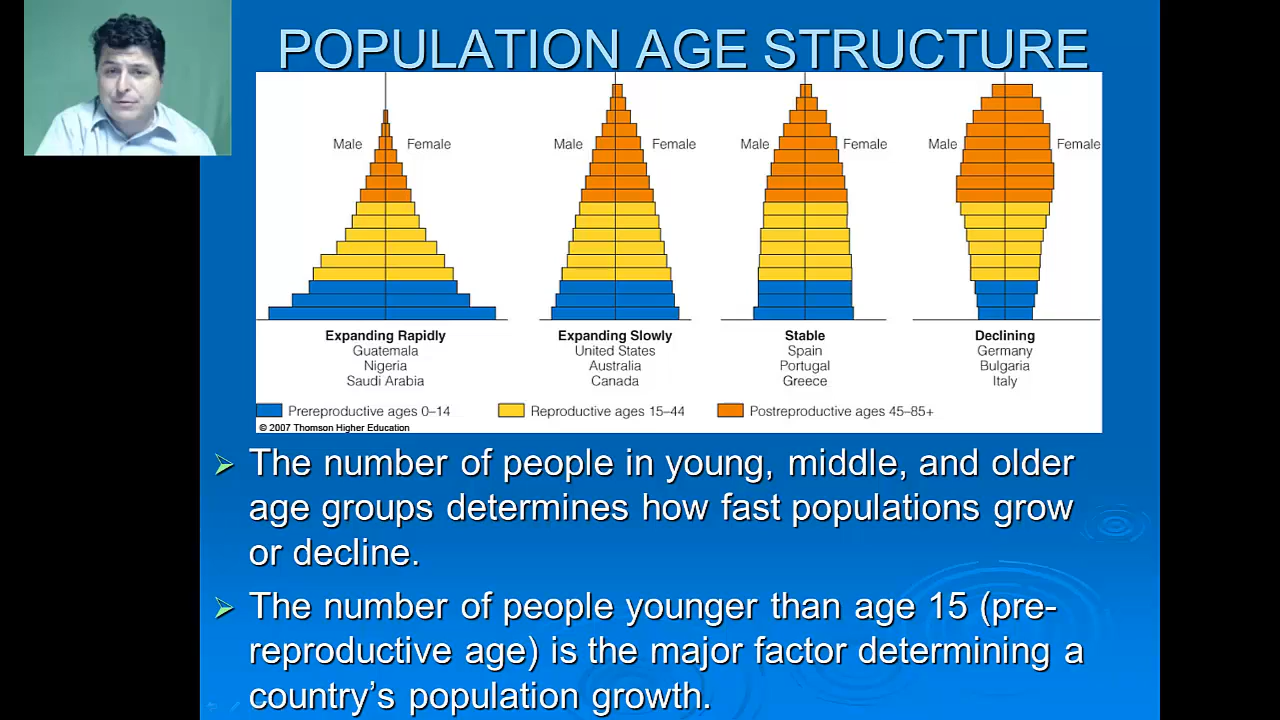 POPULATION AGE STRUCTURE
Male Female Male Female Male Female Male Female
Expanding Rapidly
Guatemala
Nigeria
Saudi Arabia
Expanding Slowly
United States
Australia
Canada
Stable
Spain
Portugal
Greece
Declining
Germany
Bulgaria
Italy
Prereproductive ages 0–14 Reproductive ages 15–44 Postreproductive ages 45–85+
© 2007 Thomson Higher Education
The number of people in young, middle, and older
age groups determines how fast populations grow
or decline.
The number of people younger than age 15 (pre-
reproductive age) is the major factor determining a
country’s population growth.